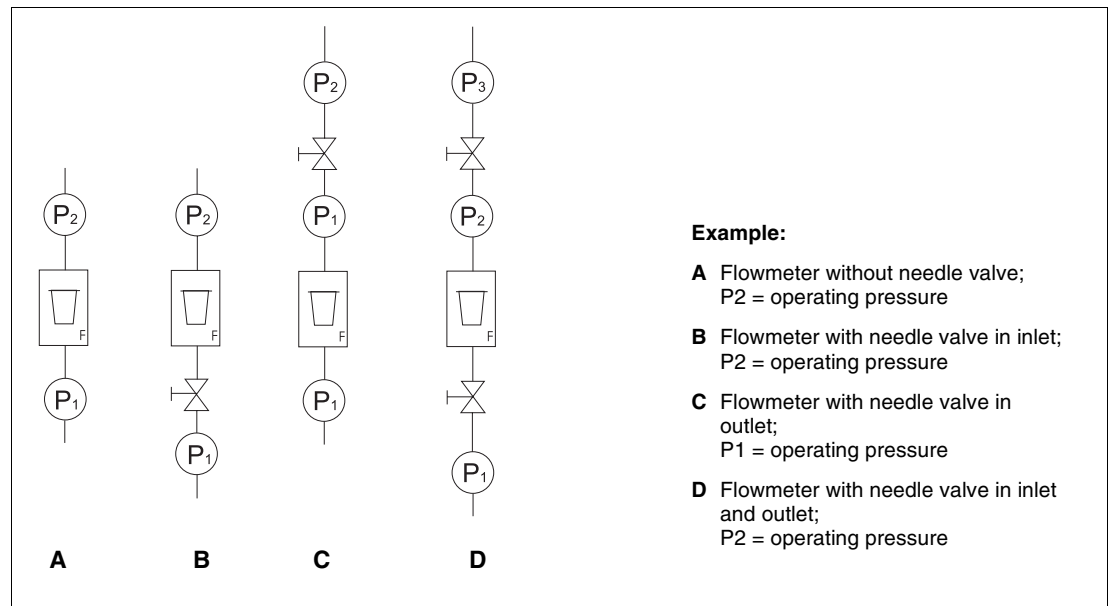 P2
P3
P2
P2
P1
P2
F
F
F
F
P1
P1
P1
P1
A
B
C
D
Example:
A Flowmeter without needle valve;
P2 = operating pressure
B Flowmeter with needle valve in inlet;
P2 = operating pressure
C Flowmeter with needle valve in
outlet;
P1 = operating pressure
D Flowmeter with needle valve in inlet
and outlet;
P2 = operating pressure